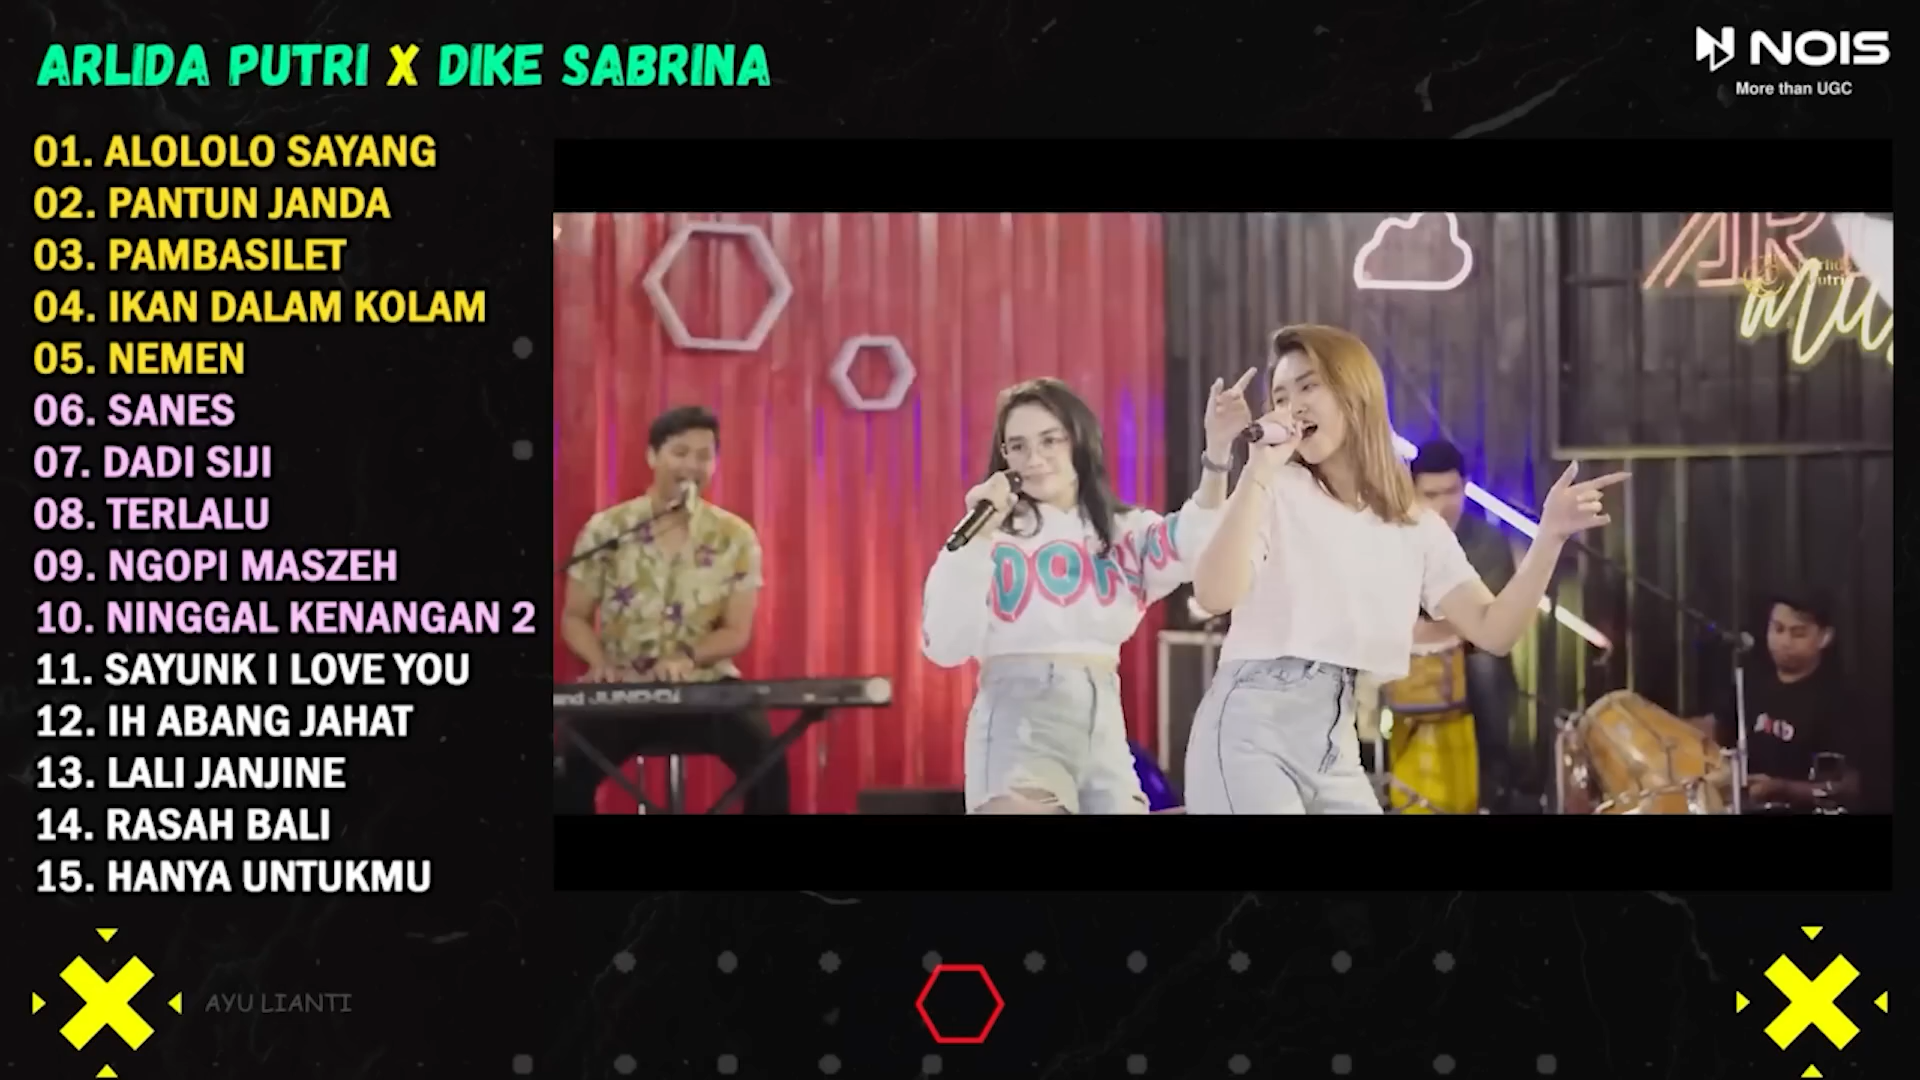 ARLIDA PUTRI X DIKE SABRINA
NOIS
More than UGC
01. ALOLOLO SAYANG
02. PANTUN JANDA
03. PAMBASILET
04. IKAN DALAM KOLAM
05. NEMEN
06. SANES
07. DADI SIJI
08. TERLALU
09. NGOPI MASZEH
10. NINGGAL KENANGAN 2
11. SAYUNK I LOVE YOU
12. IH ABANG JAHAT
13. LALI JANJINE
14. RASAH BALI
15. HANYA UNTUKMU
AR
AYU LIANTI